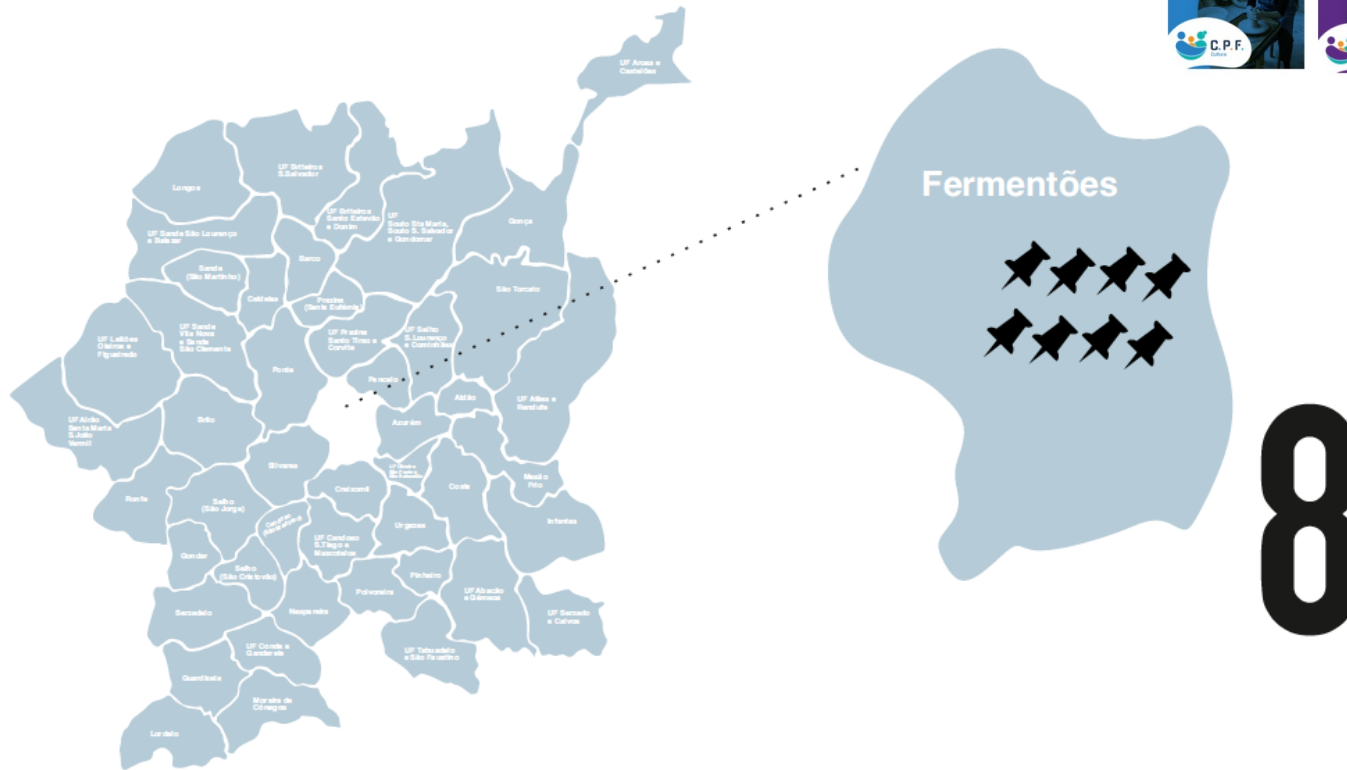 UF Arosa e
Castelões
C.P.F.
Cultura
UF Briteiros
S.Salvador
Longos
Fermentões
UF Briteiros
Santo Estevão
e Donim
UF
Souto Sta Maria,
Souto S. Salvador
e Gondomar
Gonça
UF Sande São Lourenço
e Balazar
Barco
Sande
(São Martinho)
São Torcato
Caldelas
Prazins
(Santa Eufémia)
UF Sande
Vila Nova
e Sande
São Clemente
UF Prazins
Santo Tirso e
Corvite
UF Selho
S.Lourenço
e Gominhães
UF Leitões
Oleiros e
Figueiredo
Ponte
Pencelo
Aldão
UF Atães e
Rendufe
UF Airão
Santa Maria
S.João
Vermil
Brito
Azurém
8
Silvares
Creixomil
Costa
Mesão
Frio
Ronfe
Selho
(São Jorge)
Urgezes
Infantas
UF Candoso
S.Tiago e
Mascotelos
Gondar
Selho
(São Cristovão)
Pinheiro
Polvoreira
UF Abação
e Gémeos
Serzedelo
Nespereira
UF Serzedo
e Calvos
UF Conde e
Gandarela
UF Tabuadelo
e São Faustino
Guardizela
Moreira de
Cónegos
Lordelo